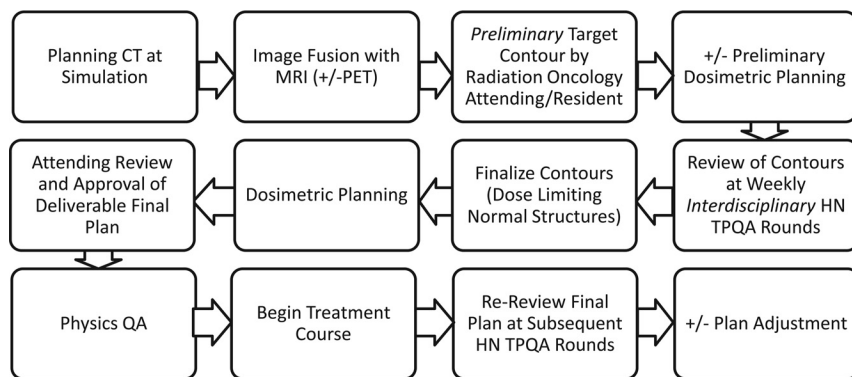 Planning CT at
Simulation
Image Fusion with
MRI (+/-PET)
Preliminary Target
Contour by
Radiation Oncology
Attending/Resident
+/- Preliminary
Dosimetric Planning
Review of Contours
at Weekly
Interdisciplinary HN
TPQA Rounds
Finalize Contours
(Dose Limiting
Normal Structures)
Dosimetric Planning
Attending Review
and Approval of
Deliverable Final
Plan
Physics QA
Begin Treatment
Course
Re-Review Final
Plan at Subsequent
HN TPQA Rounds
+/- Plan Adjustment